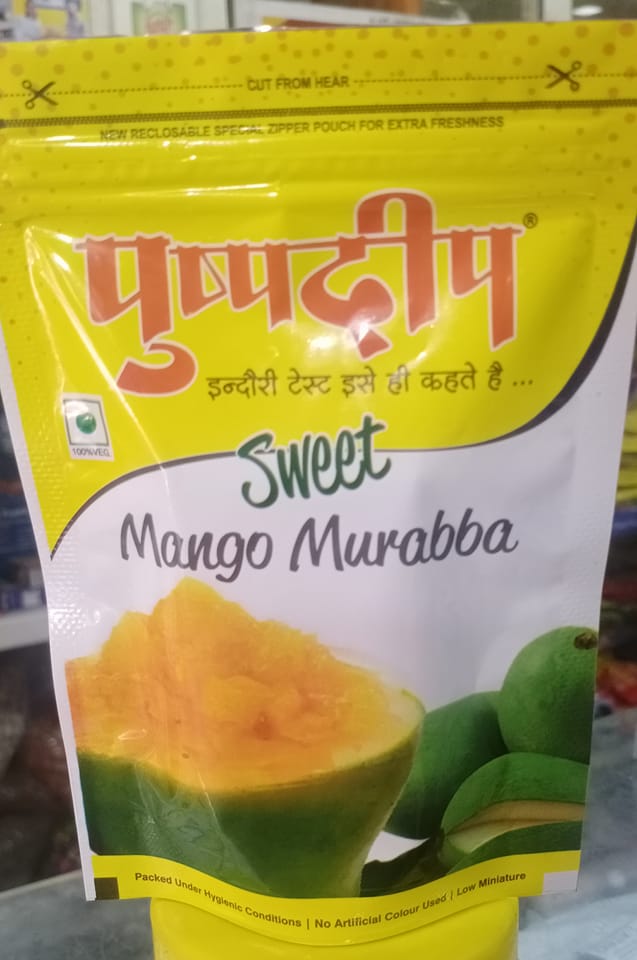 CUT FROM HEAR
NEW RECLOSABLE SPECIAL ZIPPER POUCH FOR EXTRA FRESHNESS
पुष्पदीप ®
इन्दौरी टेस्ट इसे ही कहते है ...
100%VEG.
Sweet
Mango Murabba
Packed Under Hygienic Conditions | No Artificial Colour Used | Low Miniature